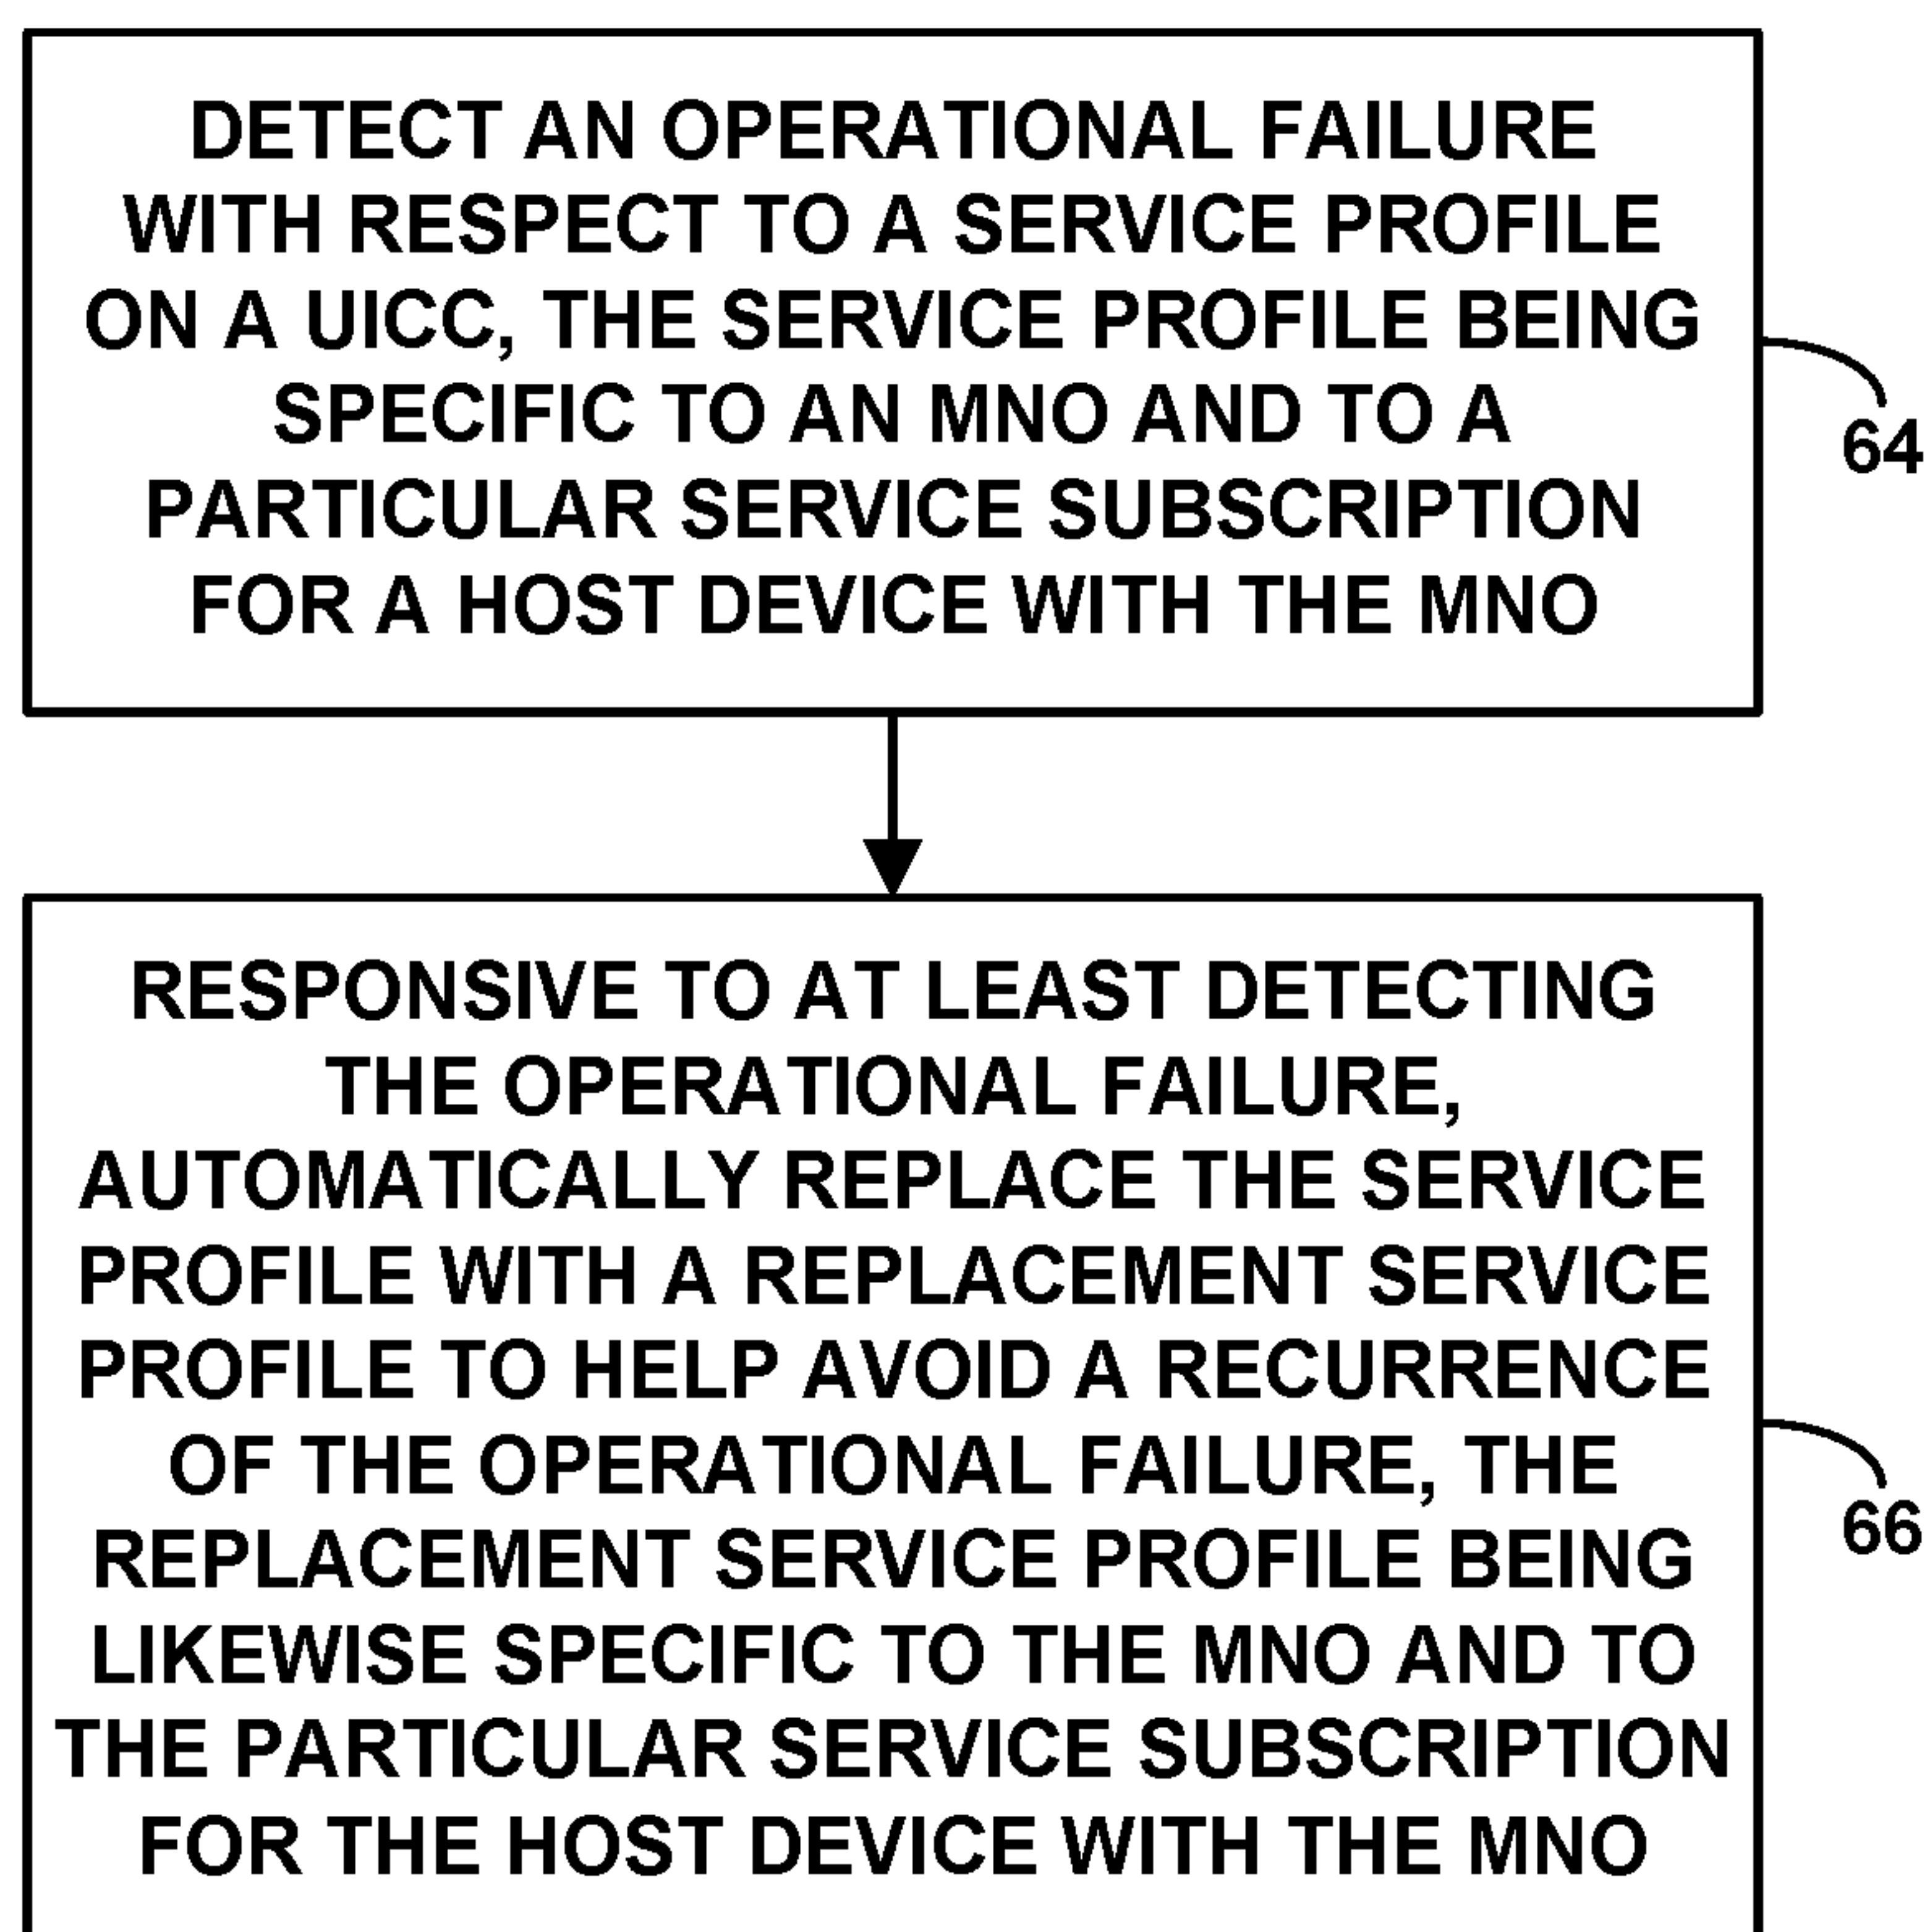 DETECT AN OPERATIONAL FAILURE
WITH RESPECT TO A SERVICE PROFILE
ON A UICC, THE SERVICE PROFILE BEING
SPECIFIC TO AN MNO AND TO A
PARTICULAR SERVICE SUBSCRIPTION
FOR A HOST DEVICE WITH THE MNO
64
RESPONSIVE TO AT LEAST DETECTING
THE OPERATIONAL FAILURE,
AUTOMATICALLY REPLACE THE SERVICE
PROFILE WITH A REPLACEMENT SERVICE
PROFILE TO HELP AVOID A RECURRENCE
OF THE OPERATIONAL FAILURE, THE
REPLACEMENT SERVICE PROFILE BEING
LIKEWISE SPECIFIC TO THE MNO AND TO
THE PARTICULAR SERVICE SUBSCRIPTION
FOR THE HOST DEVICE WITH THE MNO
66